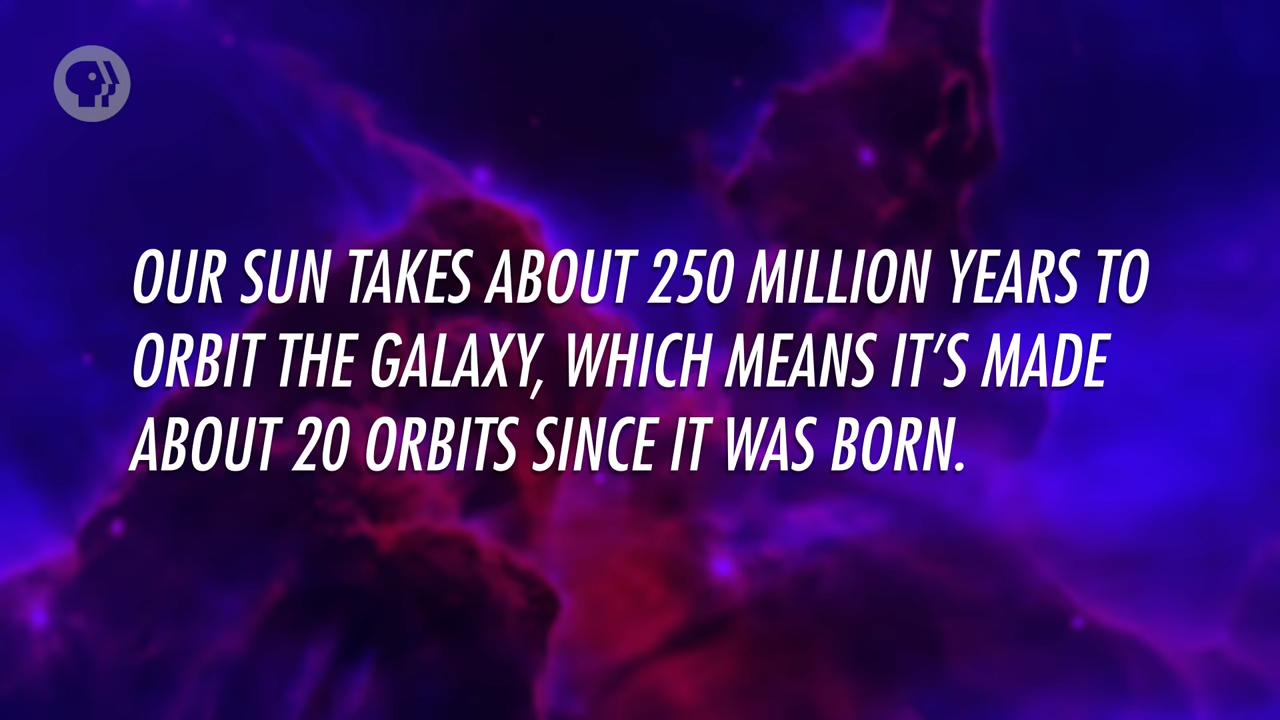 OUR SUN TAKES ABOUT 250 MILLION YEARS TO
ORBIT THE GALAXY, WHICH MEANS IT’S MADE
ABOUT 20 ORBITS SINCE IT WAS BORN.